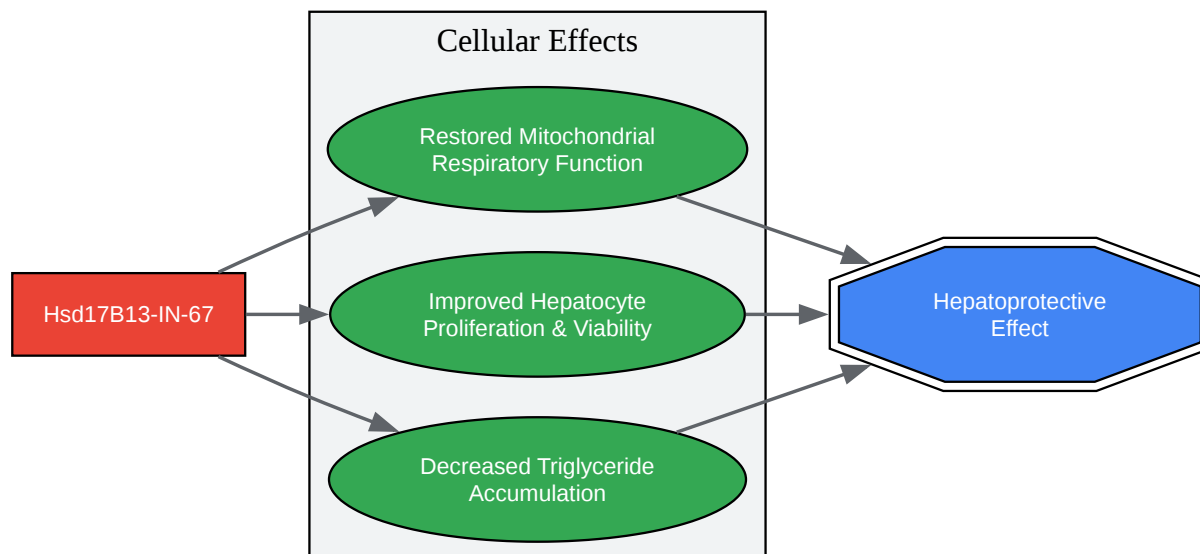 Cellular Effects
Restored Mitochondrial
Respiratory Function
Hsd17B13-IN-67
Improved Hepatocyte
Proliferation & Viability
Hepatoprotective
Effect
Decreased Triglyceride
Accumulation